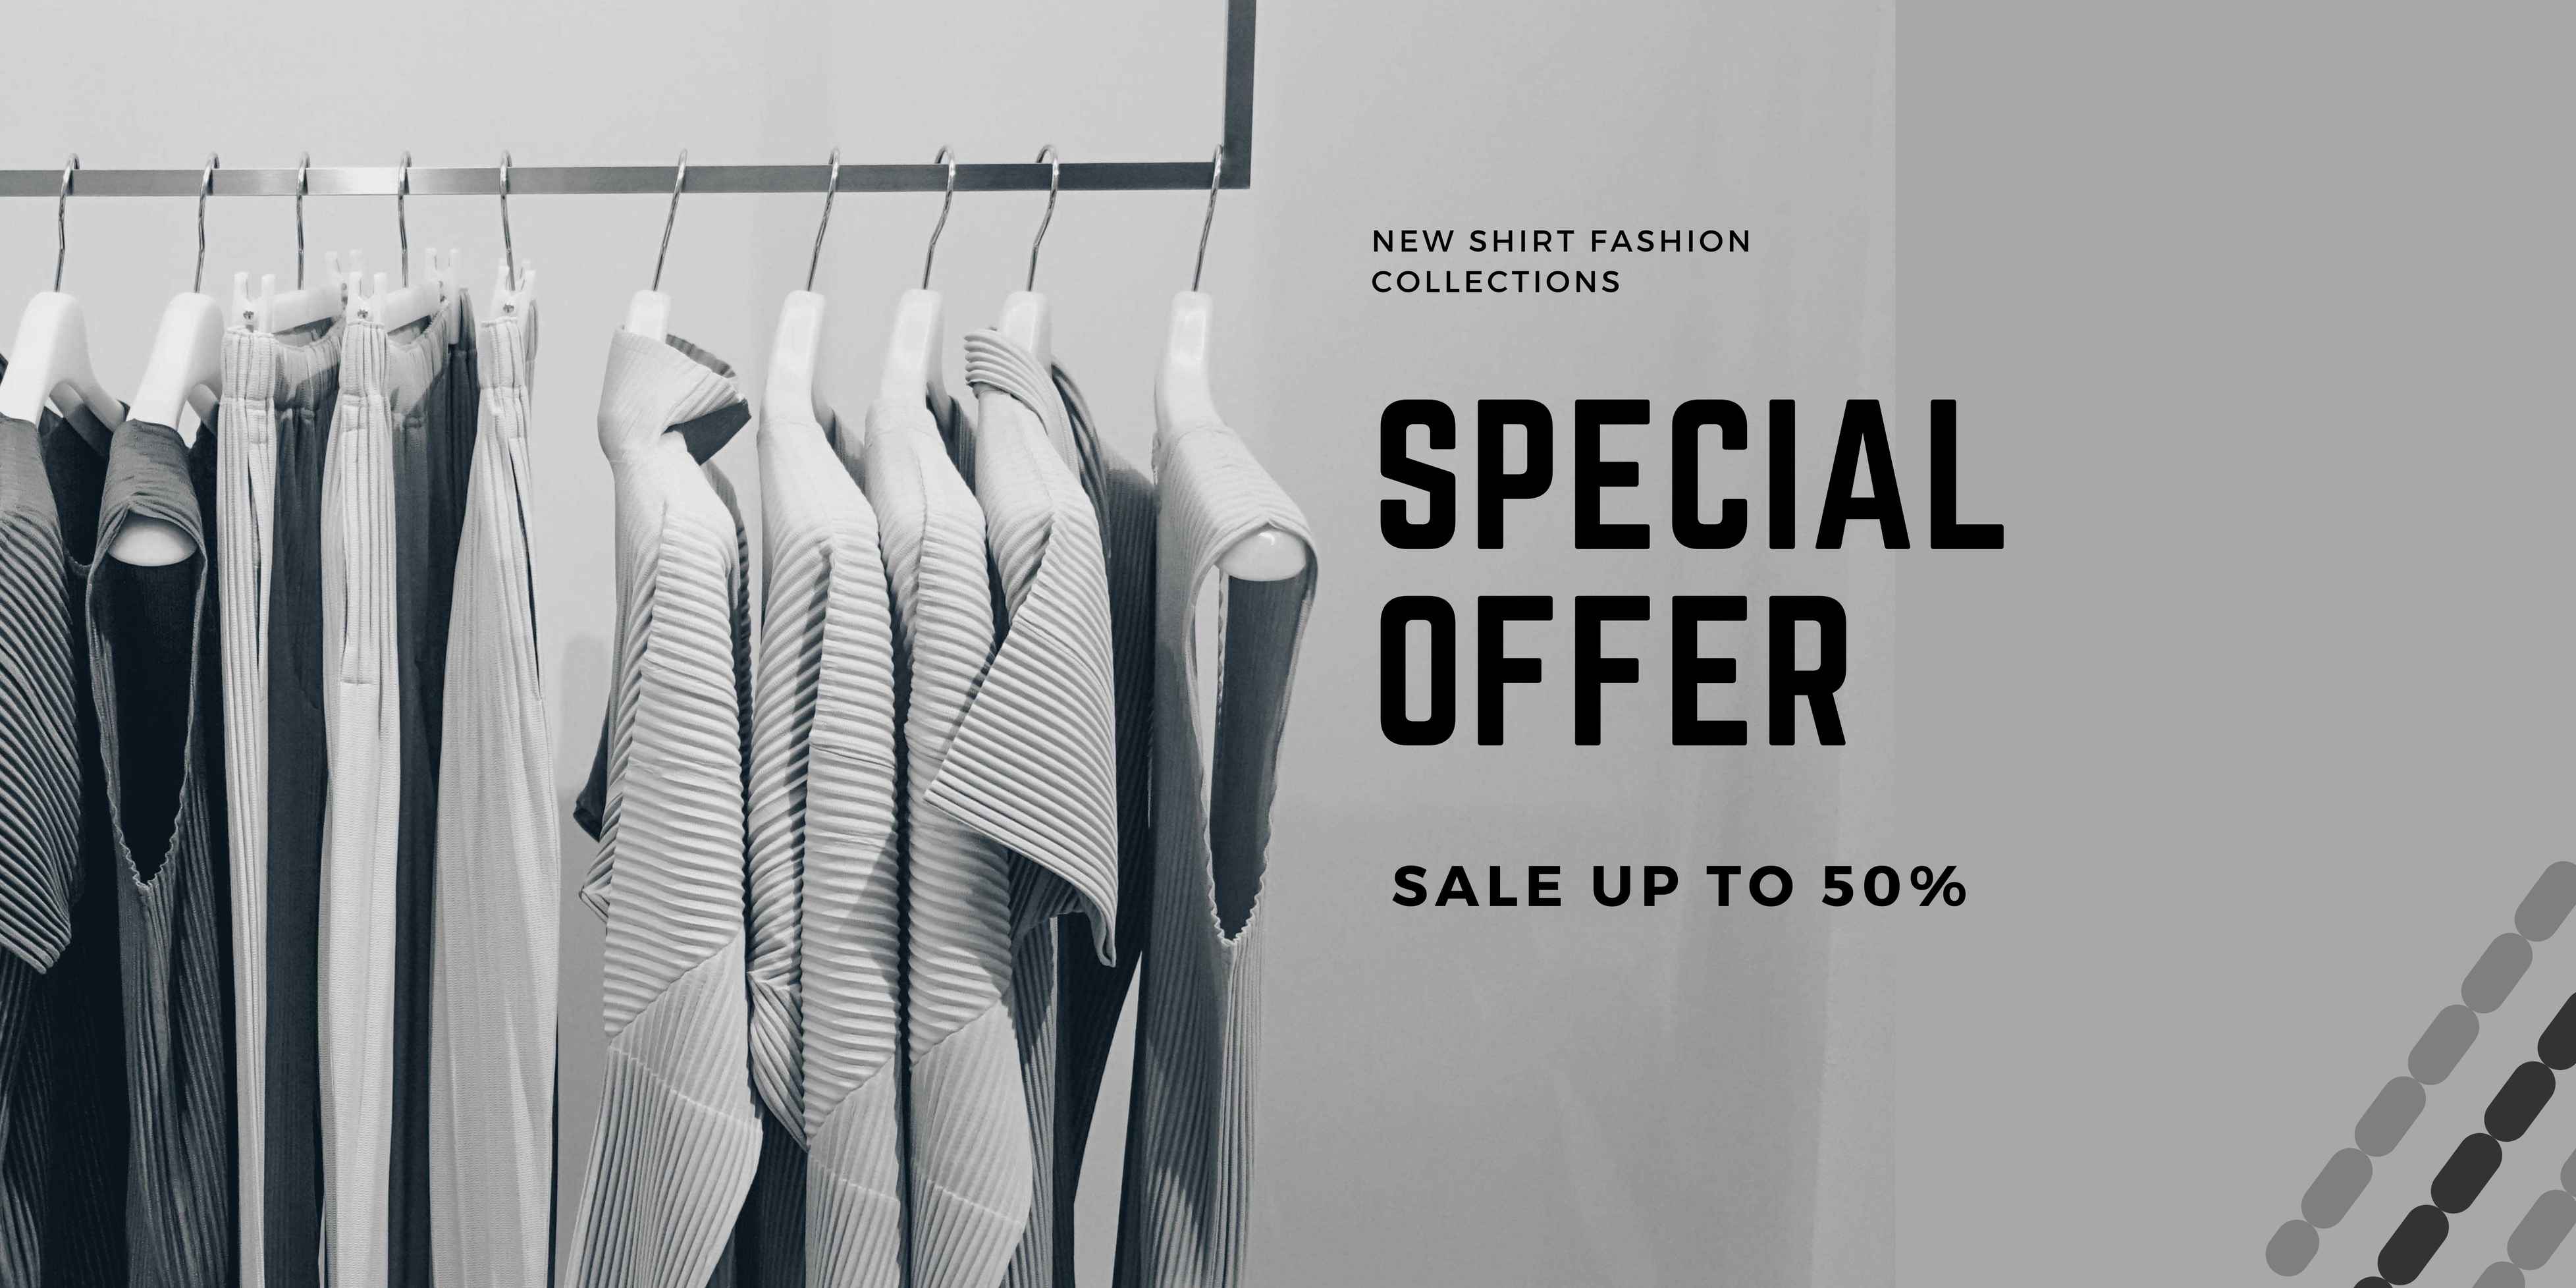 NEW SHIRT FASHION
COLLECTIONS
SPECIAL
OFFER
SALE UP TO 50%